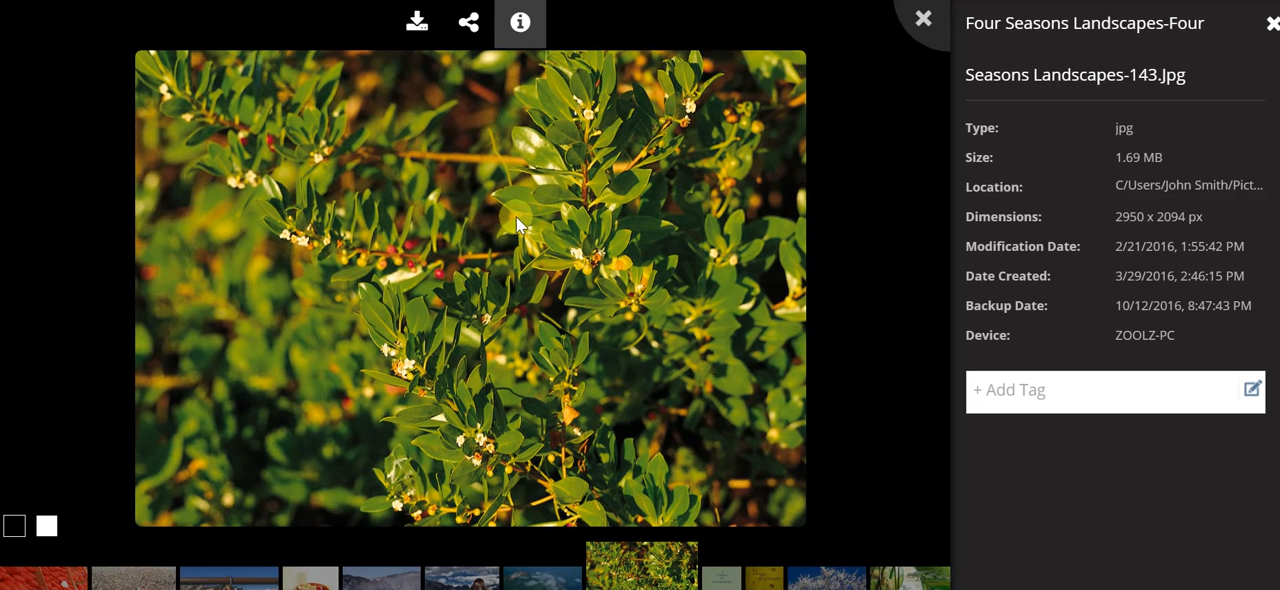 Four Seasons Landscapes-Four
Seasons Landscapes-143.Jpg
Type: jpg
Size: 1.69 MB
Location: C/Users/John Smith/Pict...
Dimensions: 2950 x 2094 px
Modification Date: 2/21/2016, 1:55:42 PM
Date Created: 3/29/2016, 2:46:15 PM
Backup Date: 10/12/2016, 8:47:43 PM
Device: ZOOLZ-PC
+ Add Tag